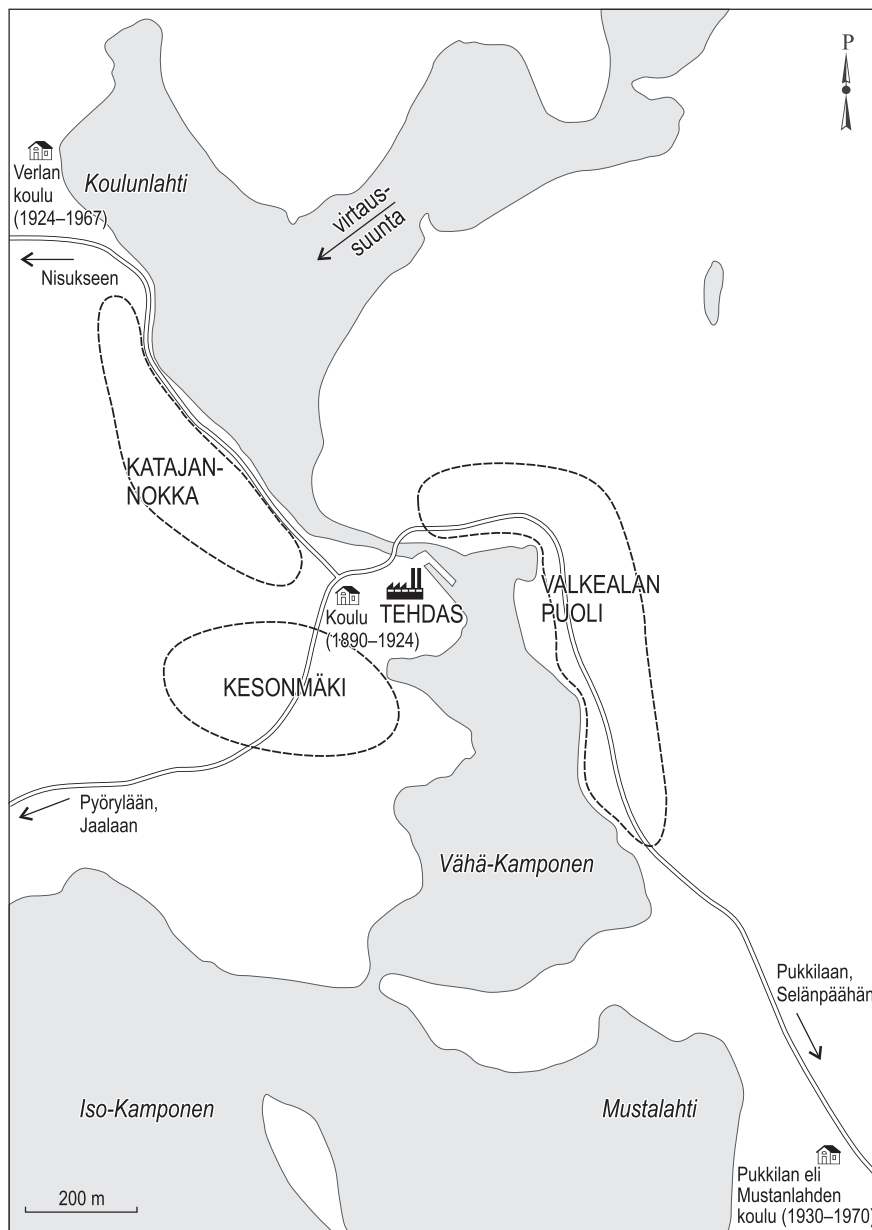 P
Verlan
koulu
(1924–1967)
Koulunlahti
virtaus-
suunta
Nisukseen
KATAJAN-
NOKKA
VALKEALAN
PUOLI
TEHDAS
Koulu
(1890–1924)
KESONMÄKI
Pyörylään,
Jaalaan
Vähä-Kamponen
Pukkilaan,
Selänpäähän
Iso-Kamponen
Mustalahti
Pukkilan eli
Mustanlahden
koulu (1930–1970)
200 m